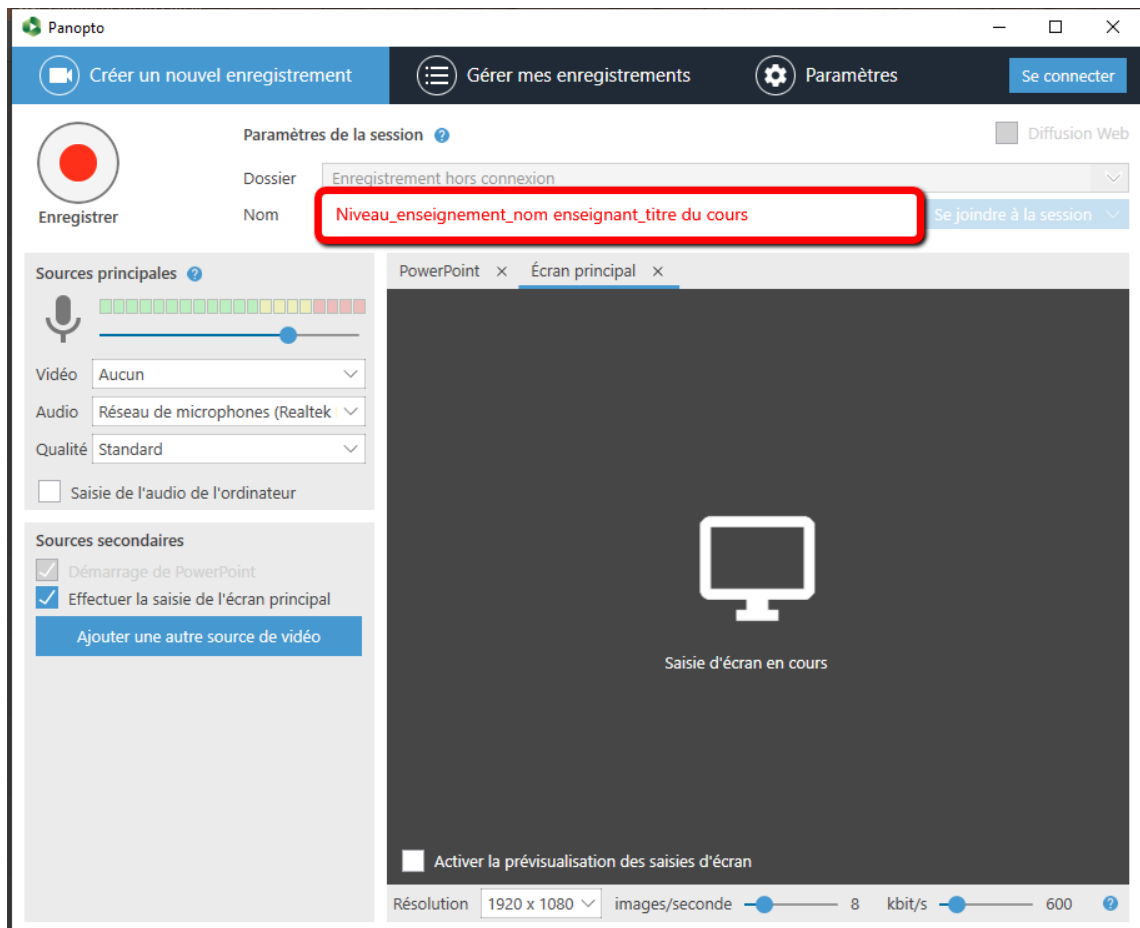 Panopto
Créer un nouvel enregistrement
Gérer mes enregistrements
Paramètres
Se connecter
Paramètres de la session
Diffusion Web
Dossier
Enregistrement hors connexion
Enregistrer
Nom
Niveau_enseignement_nom enseignant_titre du cours
Se joindre à la session
Sources principales
PowerPoint
Écran principal
Vidéo
Aucun
Audio
Réseau de microphones (Realtek
Qualité
Standard
Saisie de l'audio de l'ordinateur
Sources secondaires
Démarrage de PowerPoint
Effectuer la saisie de l'écran principal
Ajouter une autre source de vidéo
Saisie d'écran en cours
Activer la prévisualisation des saisies d'écran
Résolution
1920 x 1080
images/seconde
8
kbit/s
600